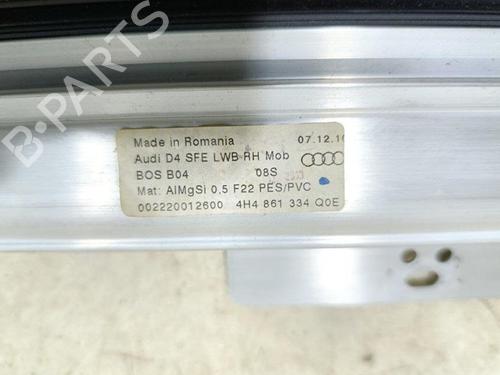 B-PARTS
Made in Romania 07.12.10
Audi D4 SFE LWB RH Mob
BOS B04 08S
Mat: AlMgSi 0,5 F22 PES/PVC
002220012600 4H4 861 334 Q0E